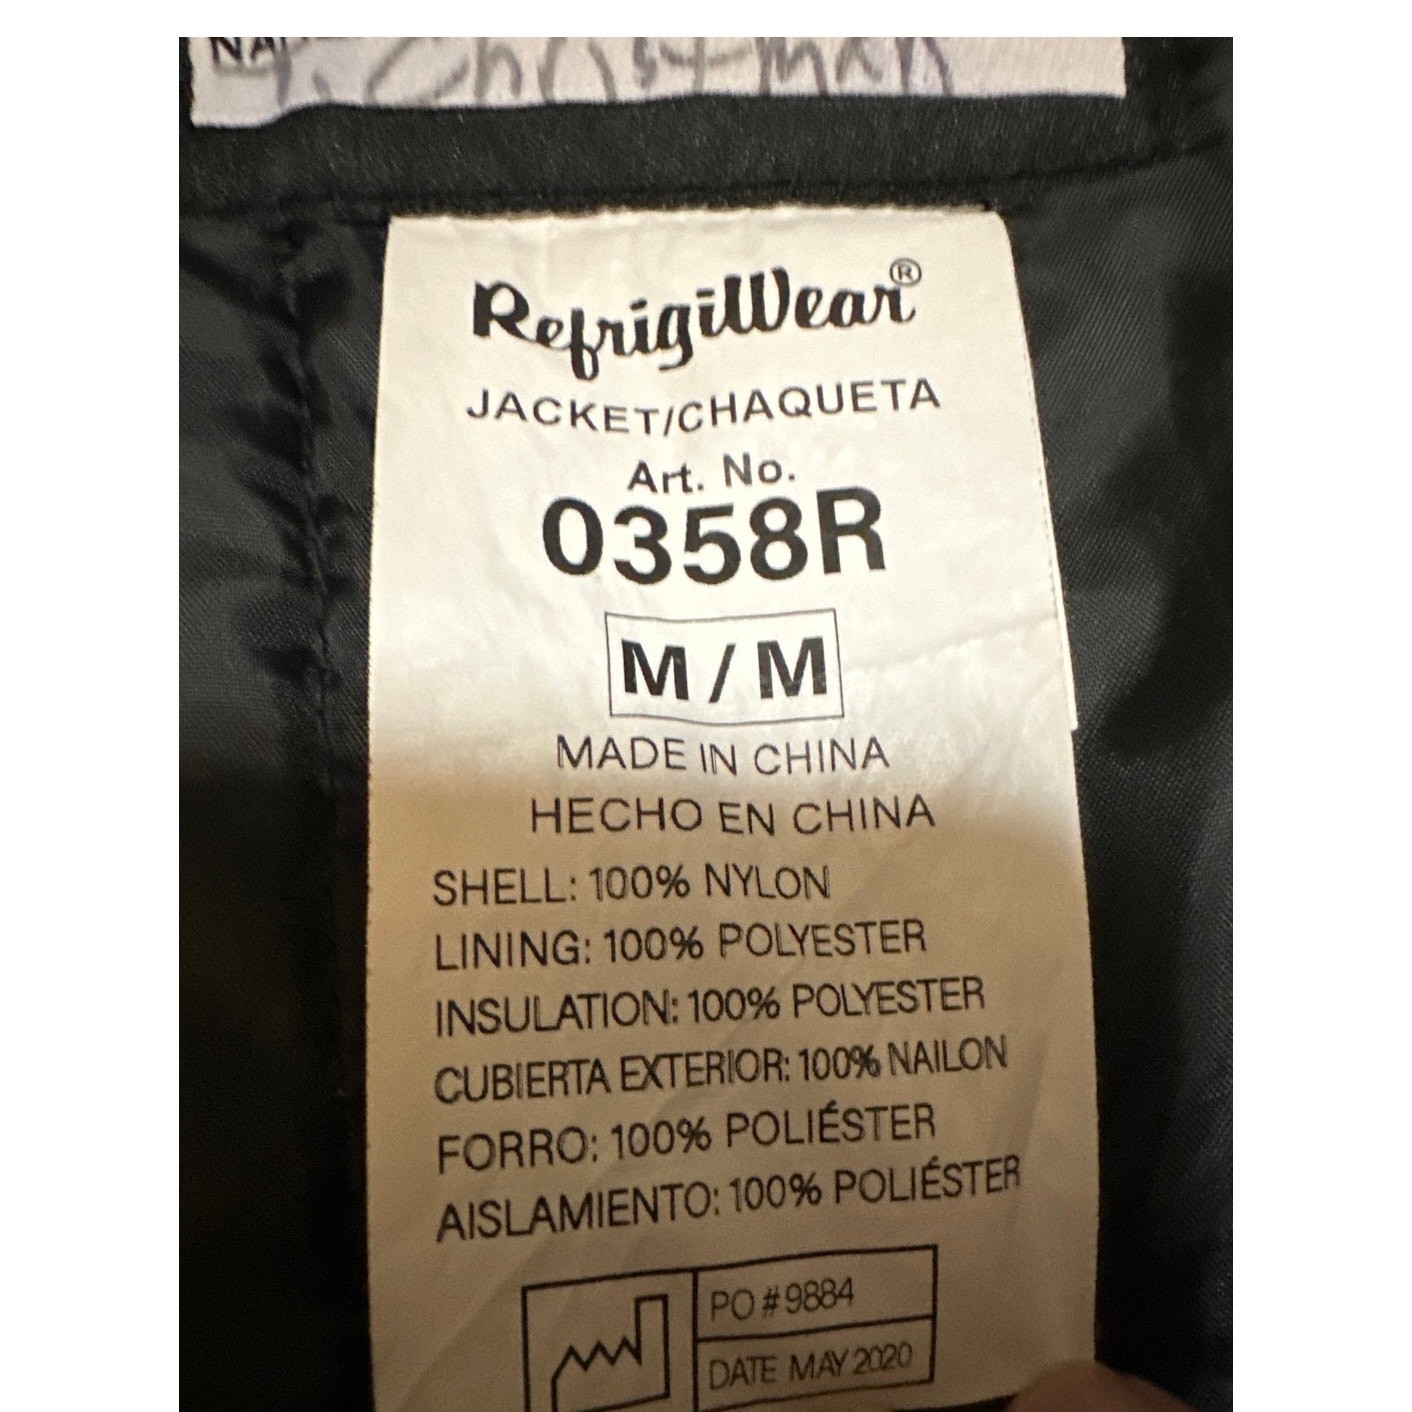 Christman
RefrigiWear®
JACKET/CHAQUETA
Art. No.
0358R
M / M
MADE IN CHINA
HECHO EN CHINA
SHELL: 100% NYLON
LINING: 100% POLYESTER
INSULATION: 100% POLYESTER
CUBIERTA EXTERIOR: 100% NAILON
FORRO: 100% POLIÉSTER
AISLAMIENTO: 100% POLIÉSTER
PO # 9884
DATE MAY 2020